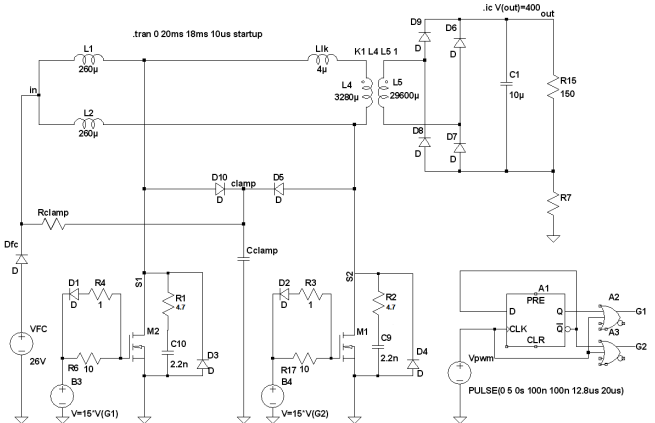 .ic V(out)=400
out
.tran 0 20ms 18ms 10us startup
K1 L4 L5 1
L1
260µ
Llk
4µ
D9
D
D6
D
L4
3280µ
L5
29600µ
C1
10µ
R15
150
in
L2
260µ
D8
D
D7
D
D10
D
clamp
D5
D
R7
Rclamp
Cclamp
Dfc
D
S1
S2
D1
D
R4
1
R1
4.7
D2
D
R3
1
R2
4.7
VFC
26V
M2
C10
2.2n
D3
D
R6
10
M1
C9
2.2n
D4
D
R17
10
B3
V=15*V(G1)
B4
V=15*V(G2)
A1
D
PRE
Q
CLK
Q
CLR
A2
G1
A3
G2
Vpwm
PULSE(0 5 0s 100n 100n 12.8us 20us)